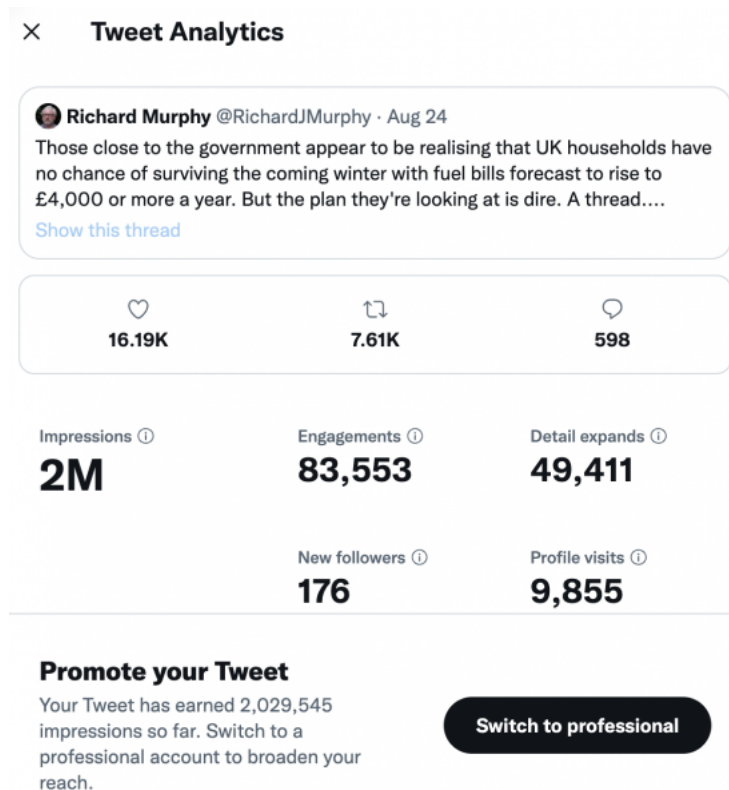 Tweet Analytics
Richard Murphy @RichardJMurphy · Aug 24
Those close to the government appear to be realising that UK households have
no chance of surviving the coming winter with fuel bills forecast to rise to
£4,000 or more a year. But the plan they're looking at is dire. A thread....
Show this thread
16.19K 7.61K 598
Impressions Engagements Detail expands
2M 83,553 49,411
New followers Profile visits
176 9,855
Promote your Tweet
Your Tweet has earned 2,029,545
impressions so far. Switch to a
professional account to broaden your
reach.
Switch to professional